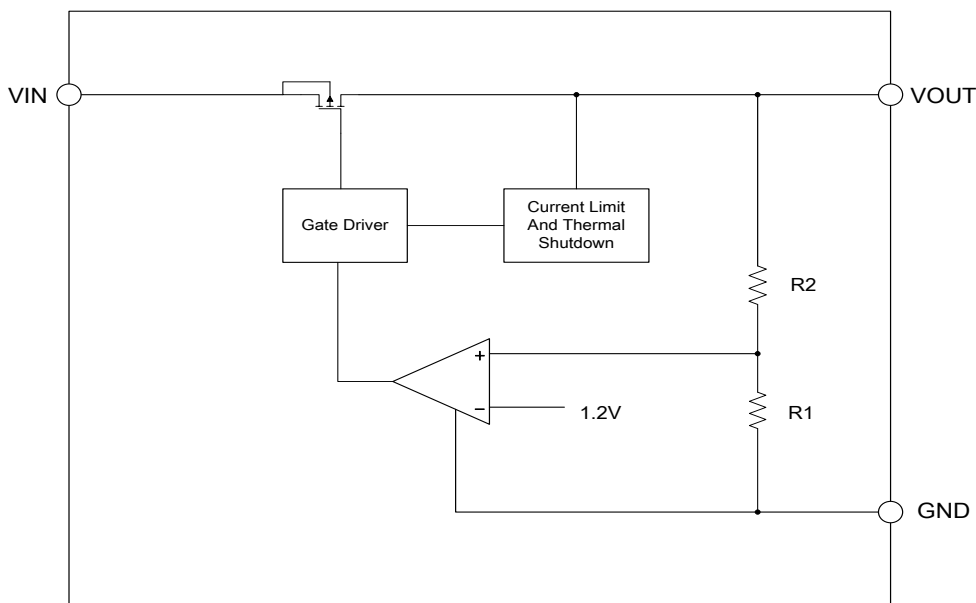 VIN
VOUT
Gate Driver
Current Limit
And Thermal
Shutdown
R2
+
−
1.2V
R1
GND